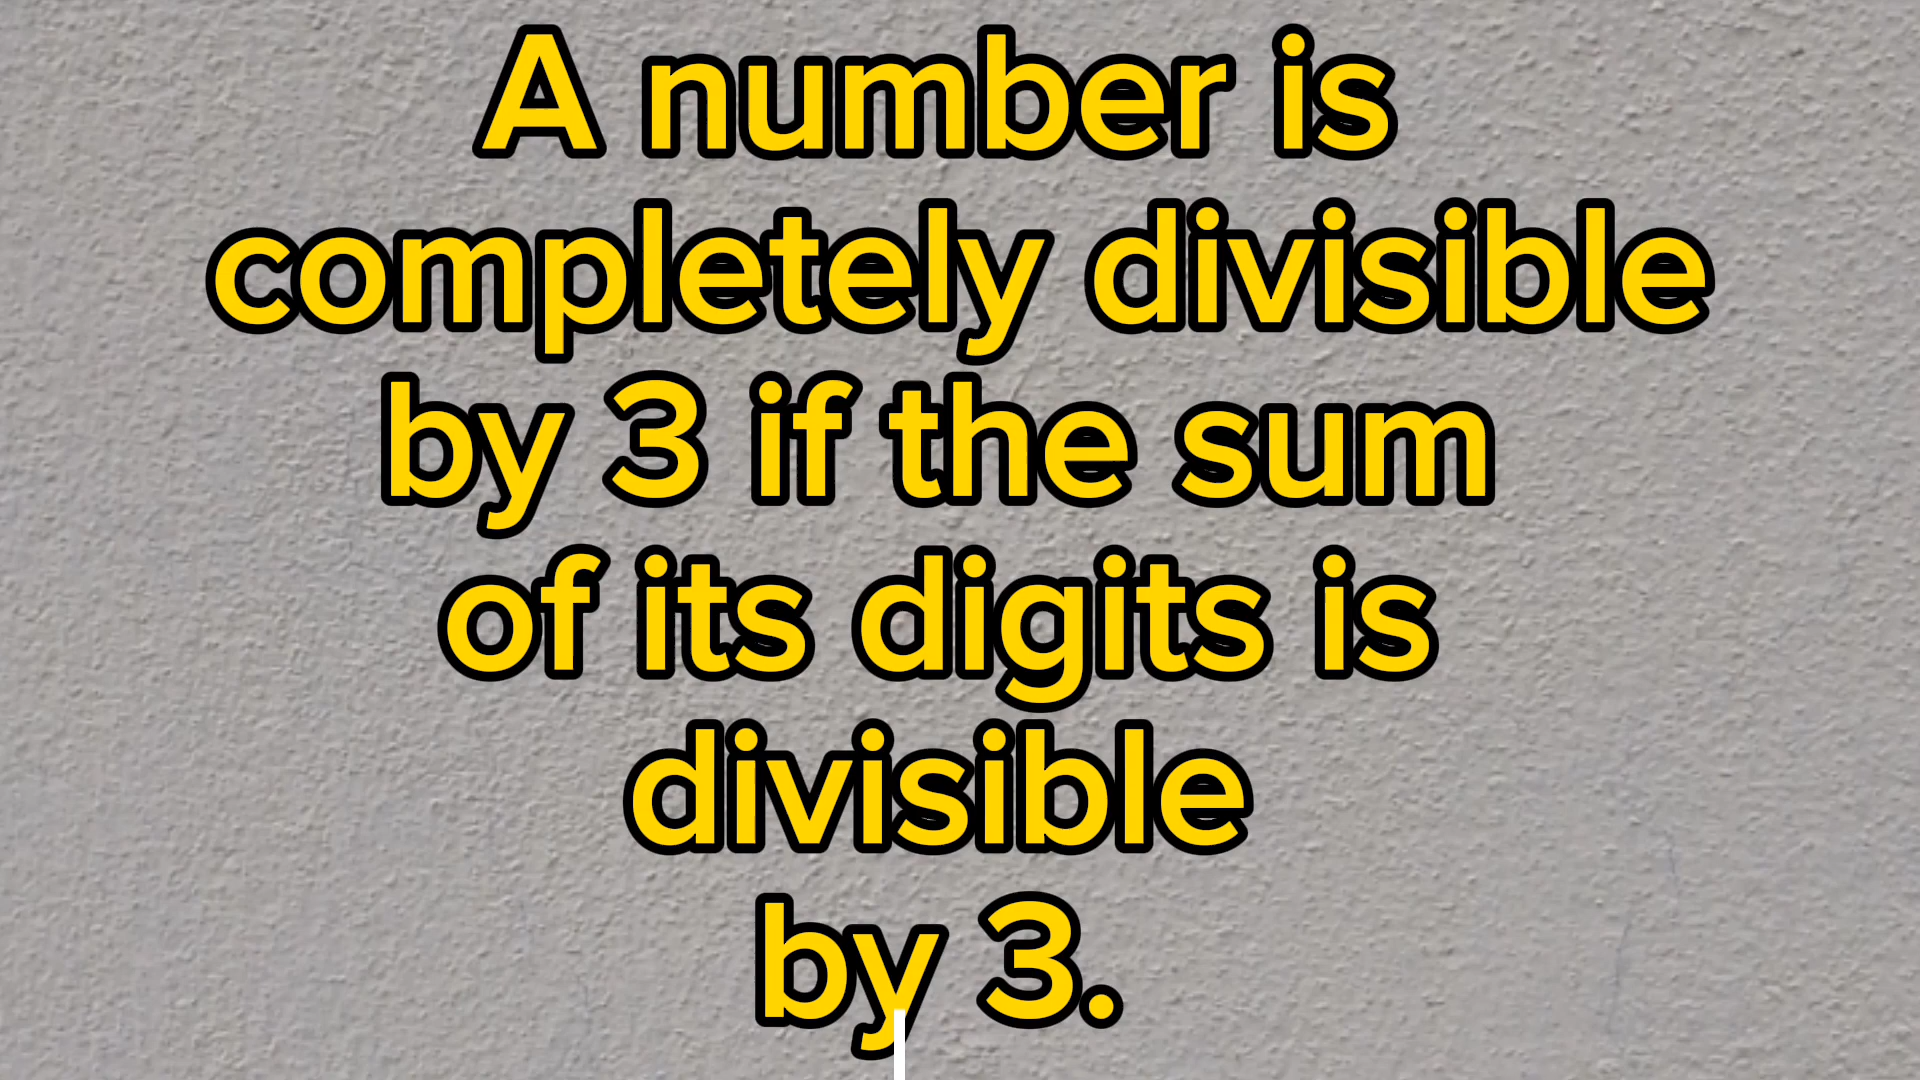 A number is
completely divisible
by 3 if the sum
of its digits is
divisible
by 3.